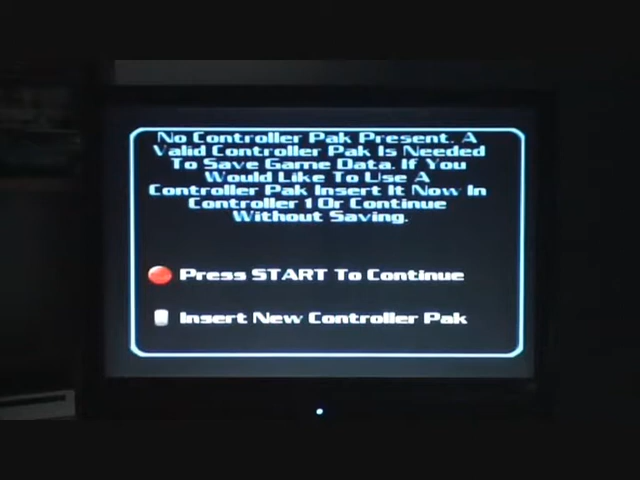 No Controller Pak Present. A
Valid Controller Pak Is Needed
To Save Game Data. If You
Would Like To Use A
Controller Pak Insert It Now In
Controller 1 Or Continue
Without Saving.
Press START To Continue
Insert New Controller Pak